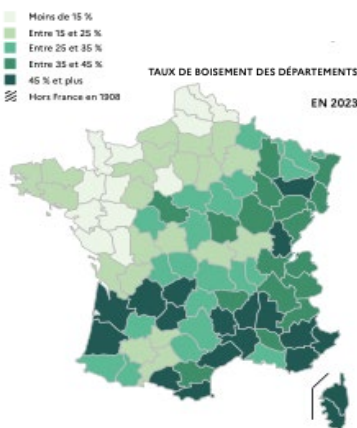 Moins de 15 %
Entre 15 et 25 %
Entre 25 et 35 %
Entre 35 et 45 %
45 % et plus
Hors France en 1908
TAUX DE BOISEMENT DES DÉPARTEMENTS
EN 2023